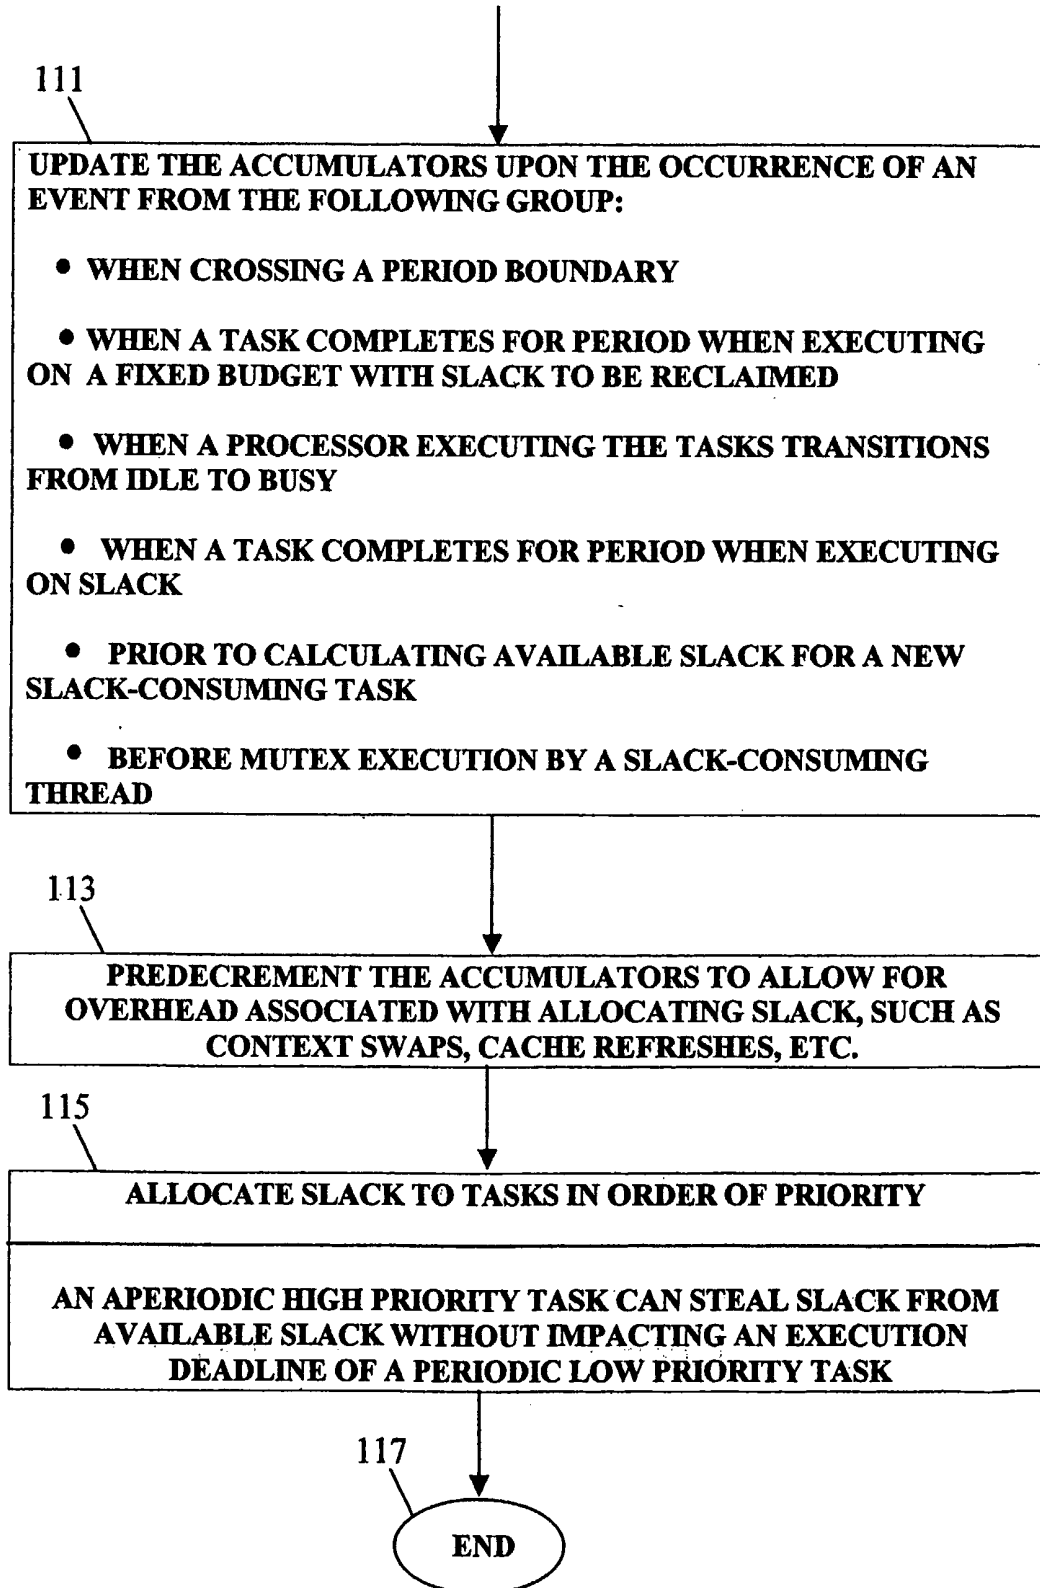 111
UPDATE THE ACCUMULATORS UPON THE OCCURRENCE OF AN
EVENT FROM THE FOLLOWING GROUP:
• WHEN CROSSING A PERIOD BOUNDARY
• WHEN A TASK COMPLETES FOR PERIOD WHEN EXECUTING
ON A FIXED BUDGET WITH SLACK TO BE RECLAIMED
• WHEN A PROCESSOR EXECUTING THE TASKS TRANSITIONS
FROM IDLE TO BUSY
• WHEN A TASK COMPLETES FOR PERIOD WHEN EXECUTING
ON SLACK
• PRIOR TO CALCULATING AVAILABLE SLACK FOR A NEW
SLACK-CONSUMING TASK
• BEFORE MUTEX EXECUTION BY A SLACK-CONSUMING
THREAD
113
PREDECREMENT THE ACCUMULATORS TO ALLOW FOR
OVERHEAD ASSOCIATED WITH ALLOCATING SLACK, SUCH AS
CONTEXT SWAPS, CACHE REFRESHES, ETC.
115
ALLOCATE SLACK TO TASKS IN ORDER OF PRIORITY
AN APERIODIC HIGH PRIORITY TASK CAN STEAL SLACK FROM
AVAILABLE SLACK WITHOUT IMPACTING AN EXECUTION
DEADLINE OF A PERIODIC LOW PRIORITY TASK
117
END